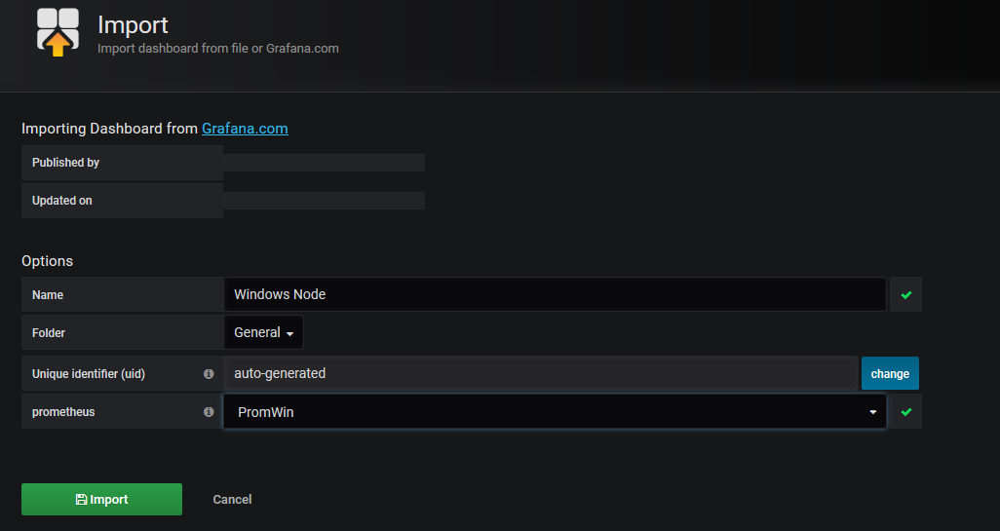 Import
Import dashboard from file or Grafana.com
Importing Dashboard from Grafana.com
Published by
Updated on
Options
Name Windows Node
Folder General
Unique identifier (uid) auto-generated change
prometheus PromWin
Import Cancel